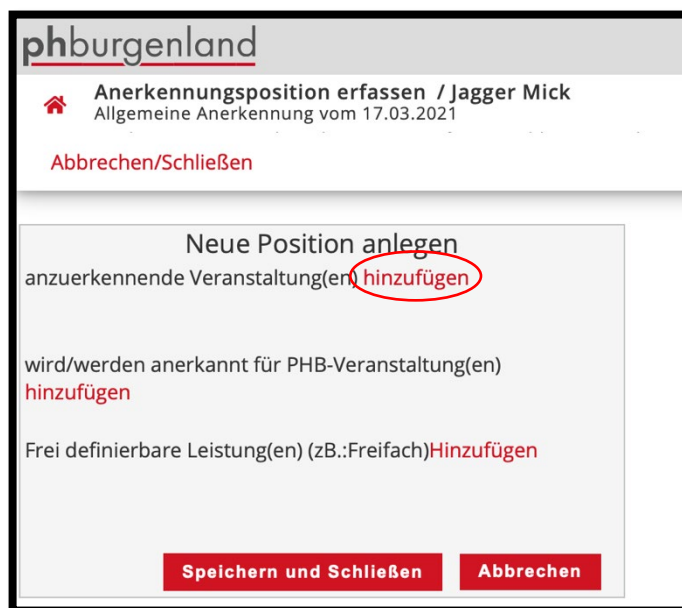 phburgenland
Anerkennungsposition erfassen / Jagger Mick
Allgemeine Anerkennung vom 17.03.2021
Abbrechen/Schließen
Neue Position anlegen
anzuerkennende Veranstaltung(en) hinzufügen
wird/werden anerkannt für PHB-Veranstaltung(en)
hinzufügen
Frei definierbare Leistung(en) (zB.:Freifach)Hinzufügen
Speichern und Schließen Abbrechen